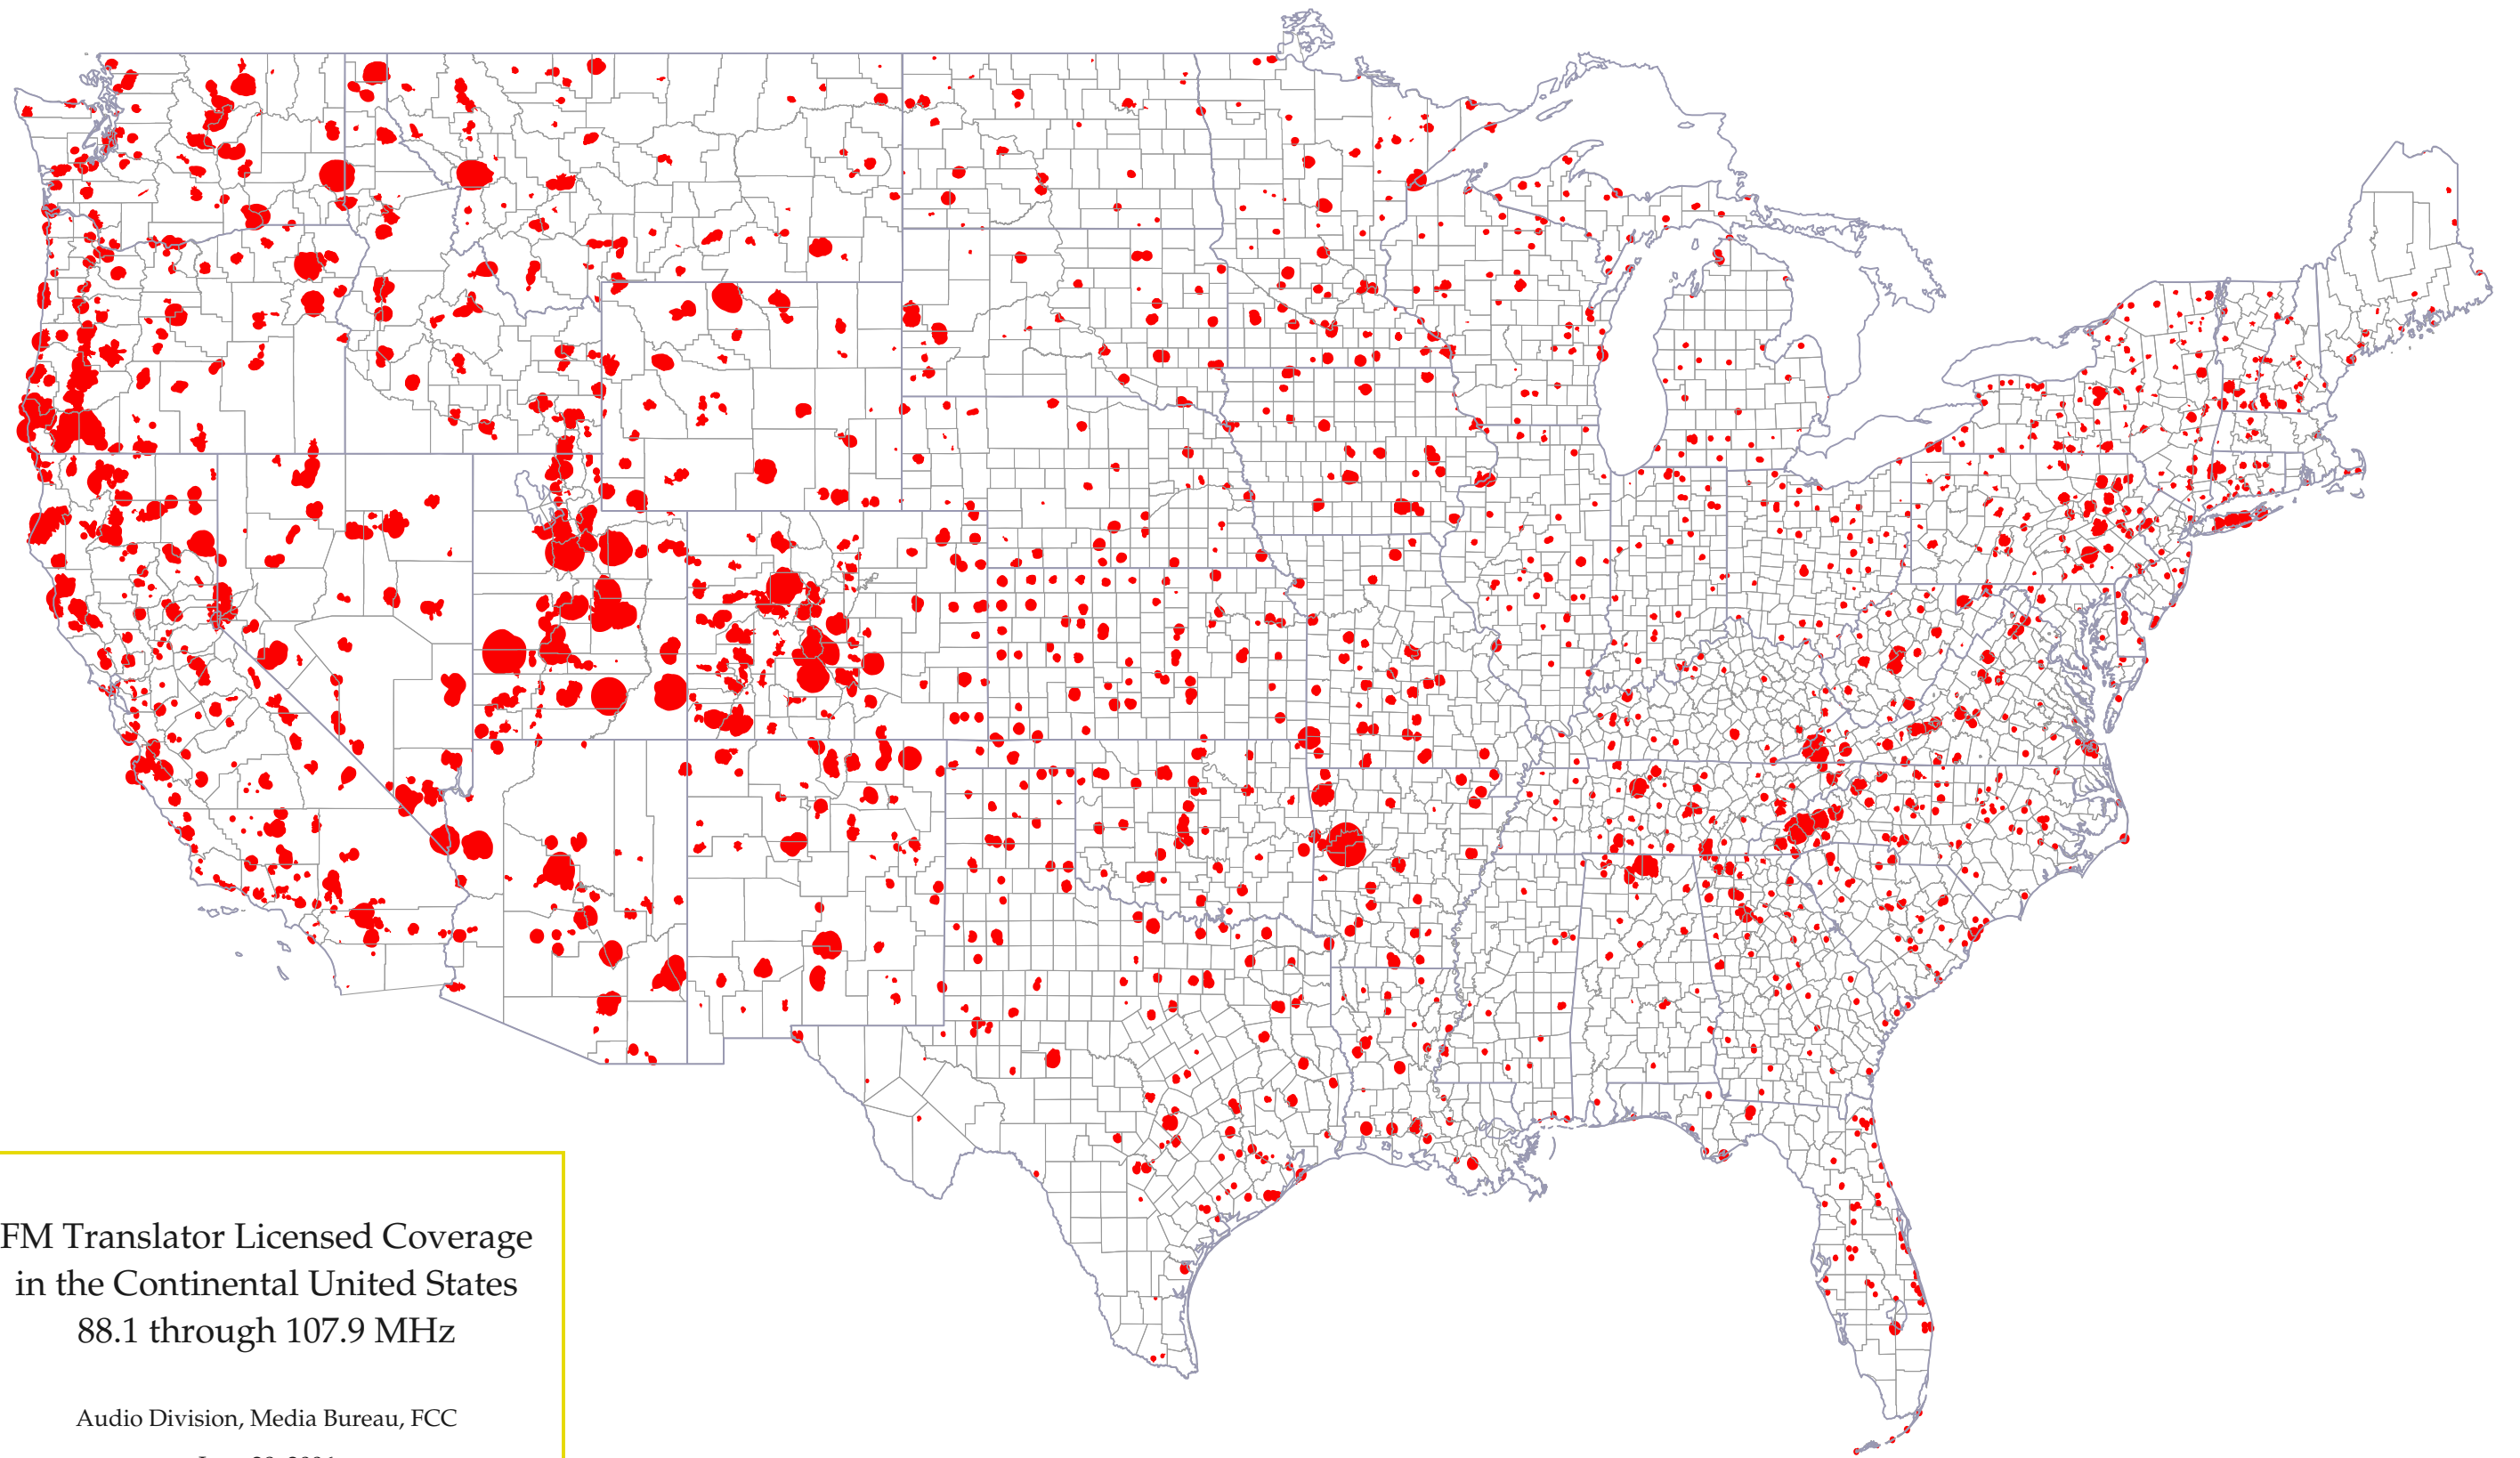 FM Translator Licensed Coverage
in the Continental United States
88.1 through 107.9 MHz
Audio Division, Media Bureau, FCC